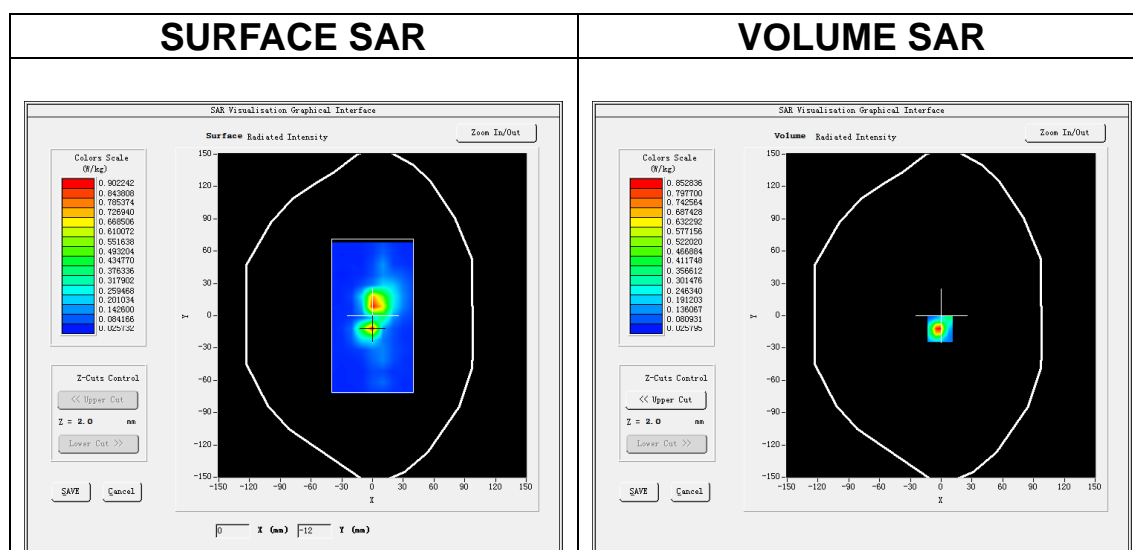 SURFACE SAR
VOLUME SAR
SAR Visualisation Graphical Interface
Surface Radiated Intensity
Zoom In/Out
Colors Scale
(W/kg)
0.902242
0.843808
0.785374
0.726940
0.668506
0.610072
0.551638
0.493204
0.434770
0.376336
0.317902
0.259468
0.201034
0.142600
0.084166
0.025732
150
120
90
60
30
0
-30
-60
-90
-120
-150
Y
-150 -120 -90 -60 -30 0 30 60 90 120 150
X
Z-Cuts Control
<< Upper Cut
Z = 2.0 mm
Lower Cut >>
SAVE Cancel
0 X (mm) -12 Y (mm)
SAR Visualisation Graphical Interface
Volume Radiated Intensity
Zoom In/Out
Colors Scale
(W/kg)
0.852836
0.797700
0.742564
0.687428
0.632292
0.577156
0.522020
0.466884
0.411748
0.356612
0.301476
0.246340
0.191203
0.136067
0.080931
0.025795
150
120
90
60
30
0
-30
-60
-90
-120
-150
Y
-150 -120 -90 -60 -30 0 30 60 90 120 150
X
Z-Cuts Control
<< Upper Cut
Z = 2.0 mm
Lower Cut >>
SAVE Cancel